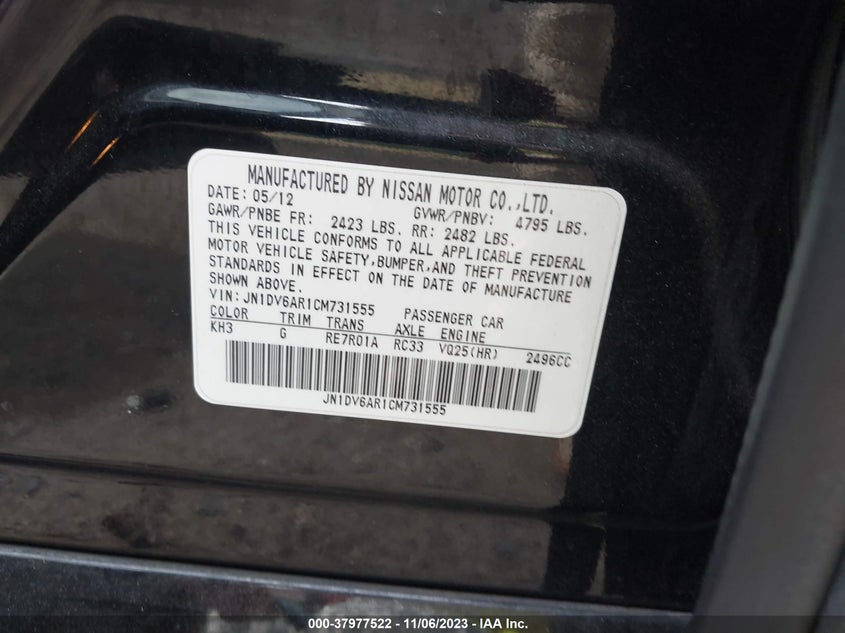 MANUFACTURED BY NISSAN MOTOR CO.,LTD.
DATE: 05/12 GVWR/PNBV: 4795 LBS.
GAWR/PNBE FR: 2423 LBS. RR: 2482 LBS.
THIS VEHICLE CONFORMS TO ALL APPLICABLE FEDERAL
MOTOR VEHICLE SAFETY,BUMPER,AND THEFT PREVENTION
STANDARDS IN EFFECT ON THE DATE OF MANUFACTURE
SHOWN ABOVE.
VIN: JN1DV6AR1CM731555 PASSENGER CAR
COLOR TRIM TRANS AXLE ENGINE
KH3 G RE7R01A RC33 VQ25(HR) 2496CC
JN1DV6AR1CM731555
000-37977522 - 11/06/2023 - IAA, Inc.